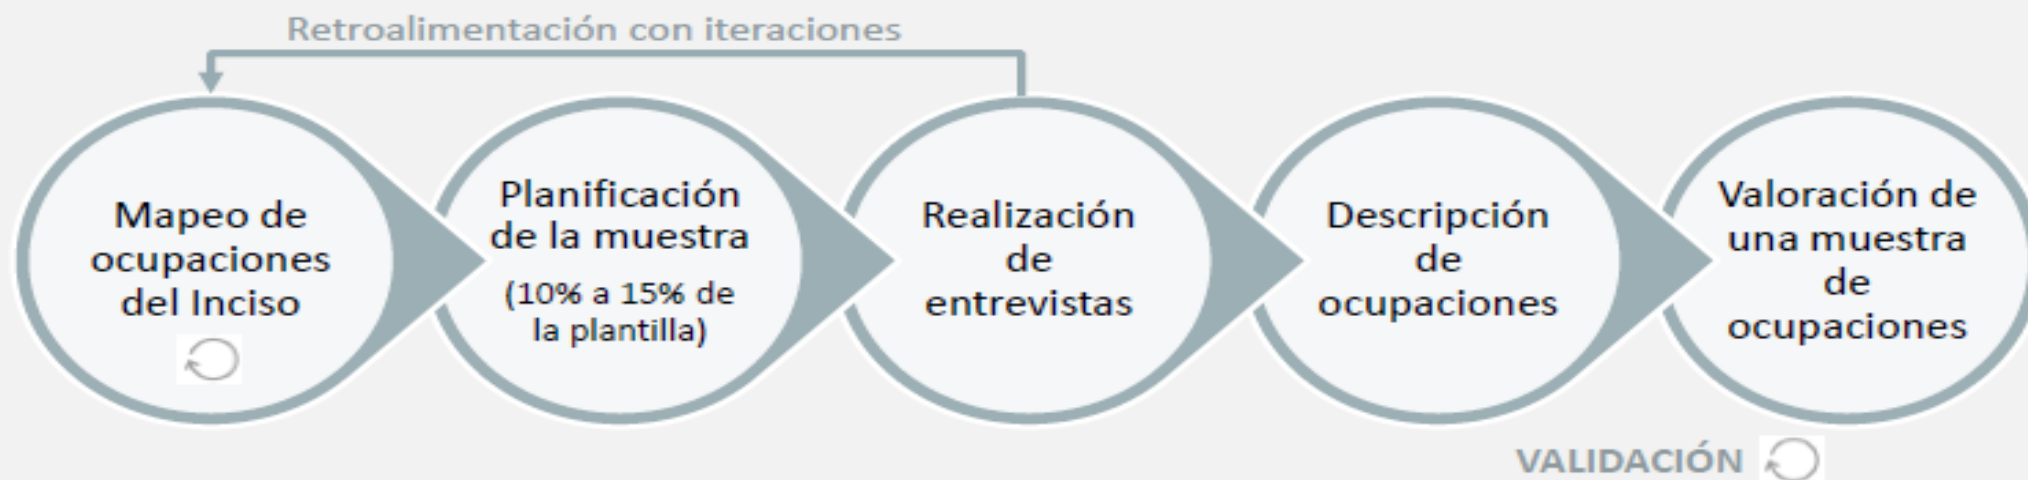 Retroalimentación con iteraciones
Mapeo de
ocupaciones
del Inciso
Planificación
de la muestra
(10% a 15% de
la plantilla)
Realización
de
entrevistas
Descripción
de
ocupaciones
Valoración de
una muestra
de
ocupaciones
VALIDACIÓN